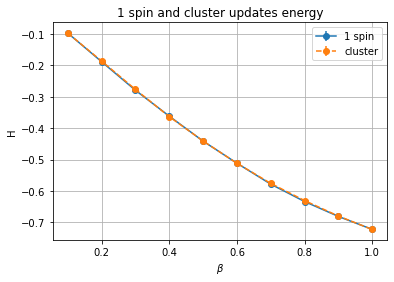 1 spin and cluster updates energy
1 spin
cluster
H
−0.1
−0.2
−0.3
−0.4
−0.5
−0.6
−0.7
0.2 0.4 0.6 0.8 1.0
β